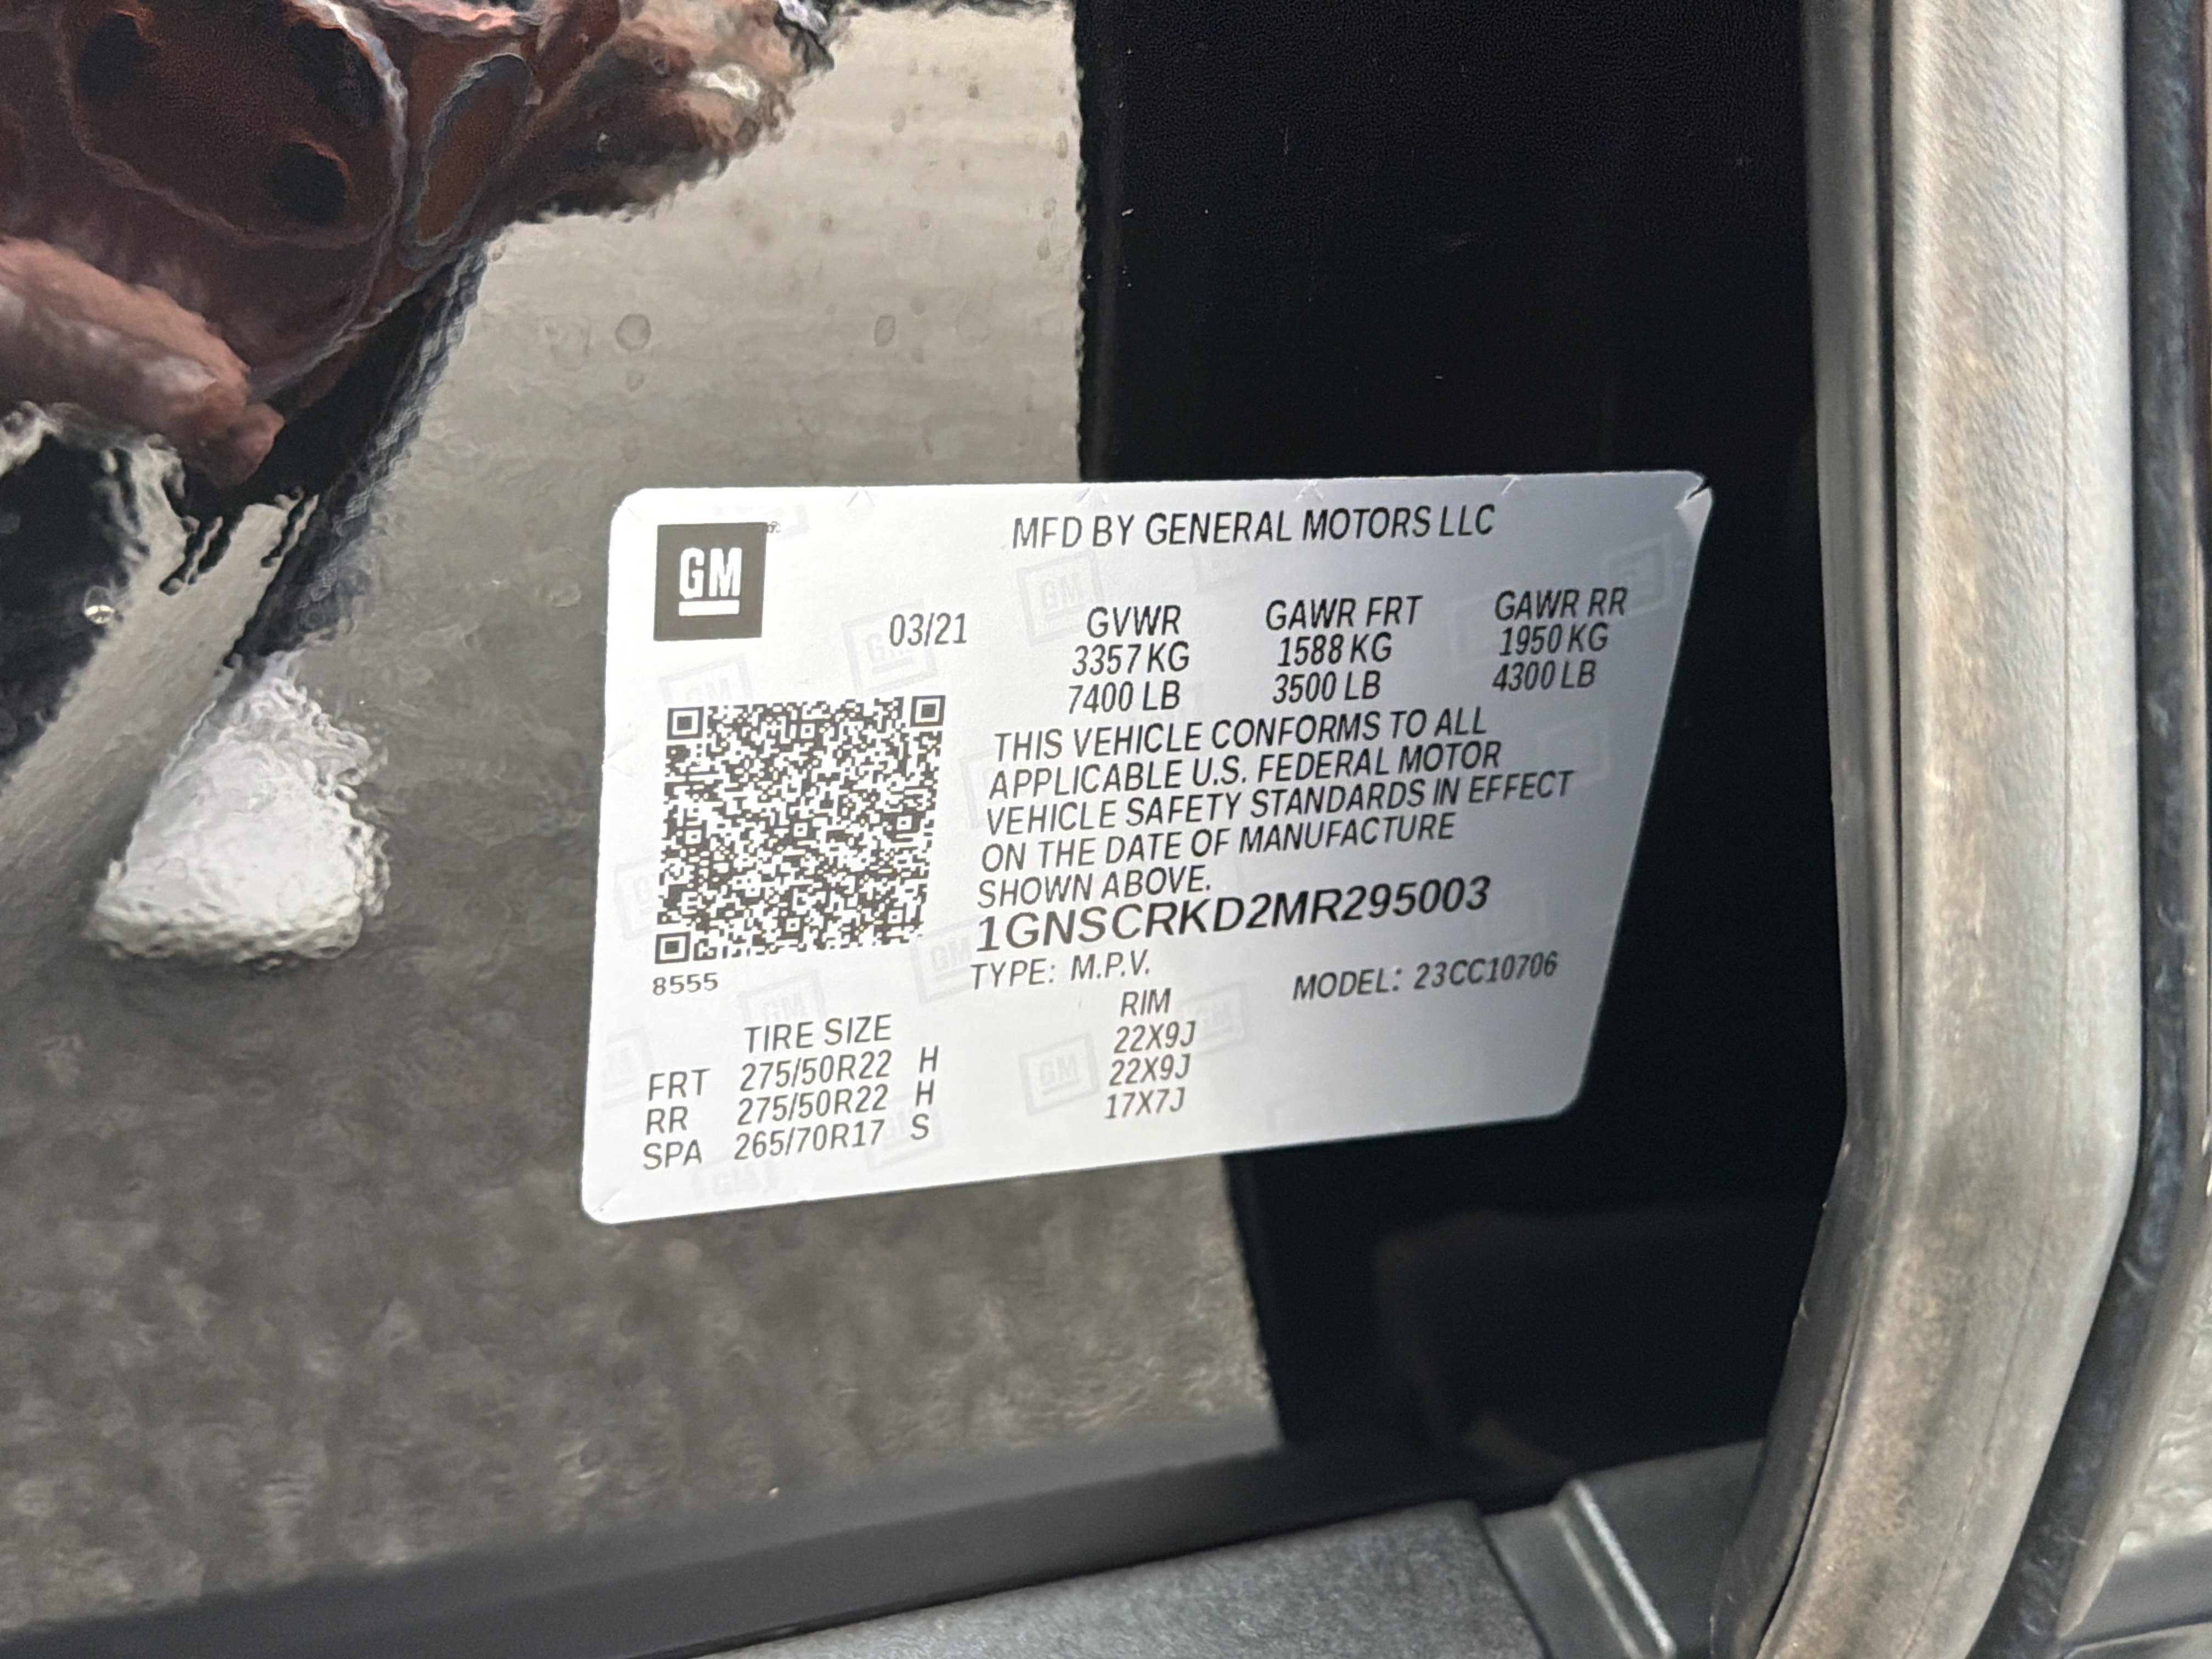 GM
MFD BY GENERAL MOTORS LLC
03/21
GVWR GAWR FRT GAWR RR
3357 KG 1588 KG 1950 KG
7400 LB 3500 LB 4300 LB
THIS VEHICLE CONFORMS TO ALL
APPLICABLE U.S. FEDERAL MOTOR
VEHICLE SAFETY STANDARDS IN EFFECT
ON THE DATE OF MANUFACTURE
SHOWN ABOVE.
1GNSCRKD2MR295003
8555
TYPE: M.P.V. MODEL: 23CC10706
TIRE SIZE RIM
FRT 275/50R22 H 22X9J
RR 275/50R22 H 22X9J
SPA 265/70R17 S 17X7J